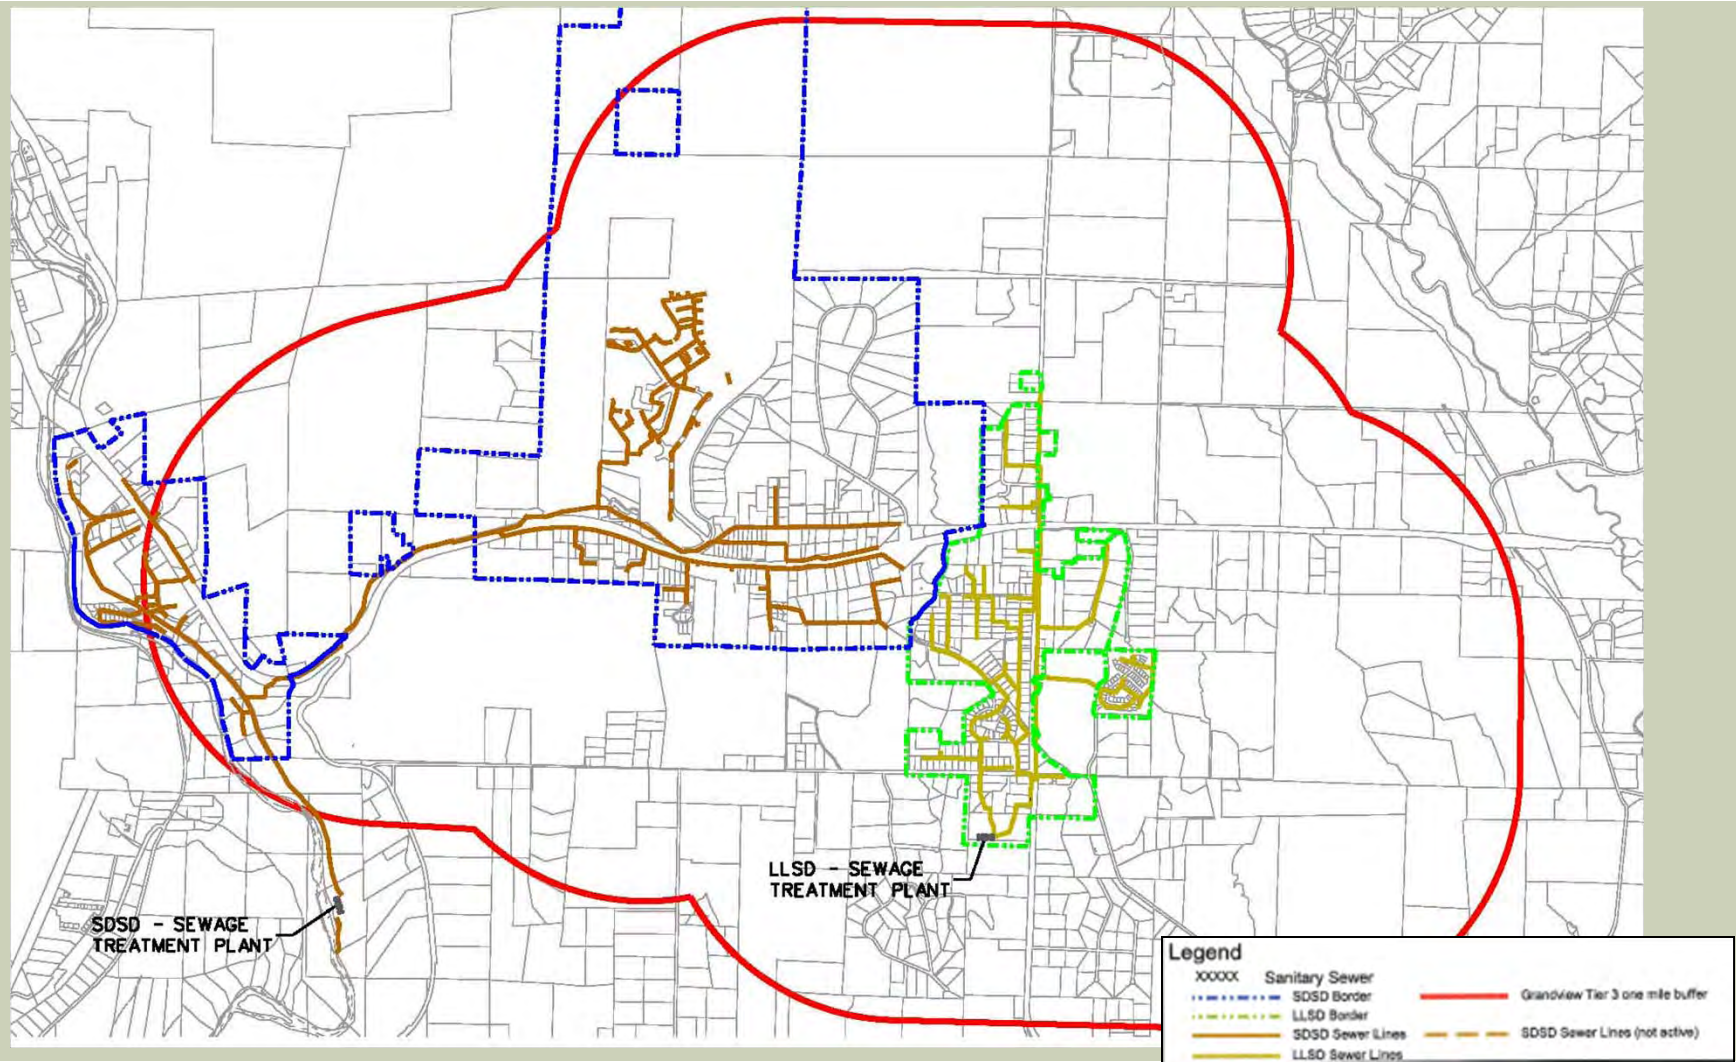 LLSD - SEWAGE
TREATMENT PLANT
SDSD - SEWAGE
TREATMENT PLANT
Legend
XXXXX Sanitary Sewer
SDSD Border
LLSD Border
SDSD Sewer Lines
LLSD Sewer Lines
Grandview Tier 3 one mile buffer
SDSD Sewer Lines (not active)